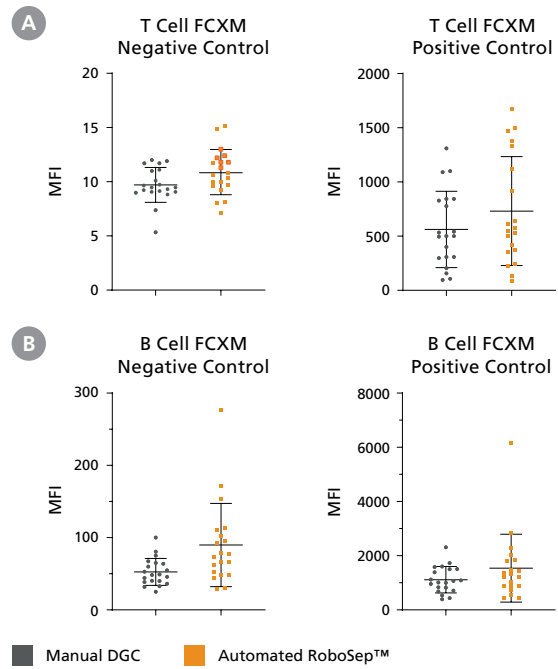 A
T Cell FCXM
Negative Control
MFI
20
15
10
5
0
T Cell FCXM
Positive Control
MFI
2000
1500
1000
500
0
B
B Cell FCXM
Negative Control
MFI
300
200
100
0
B Cell FCXM
Positive Control
MFI
8000
6000
4000
2000
0
Manual DGC
Automated RoboSep™